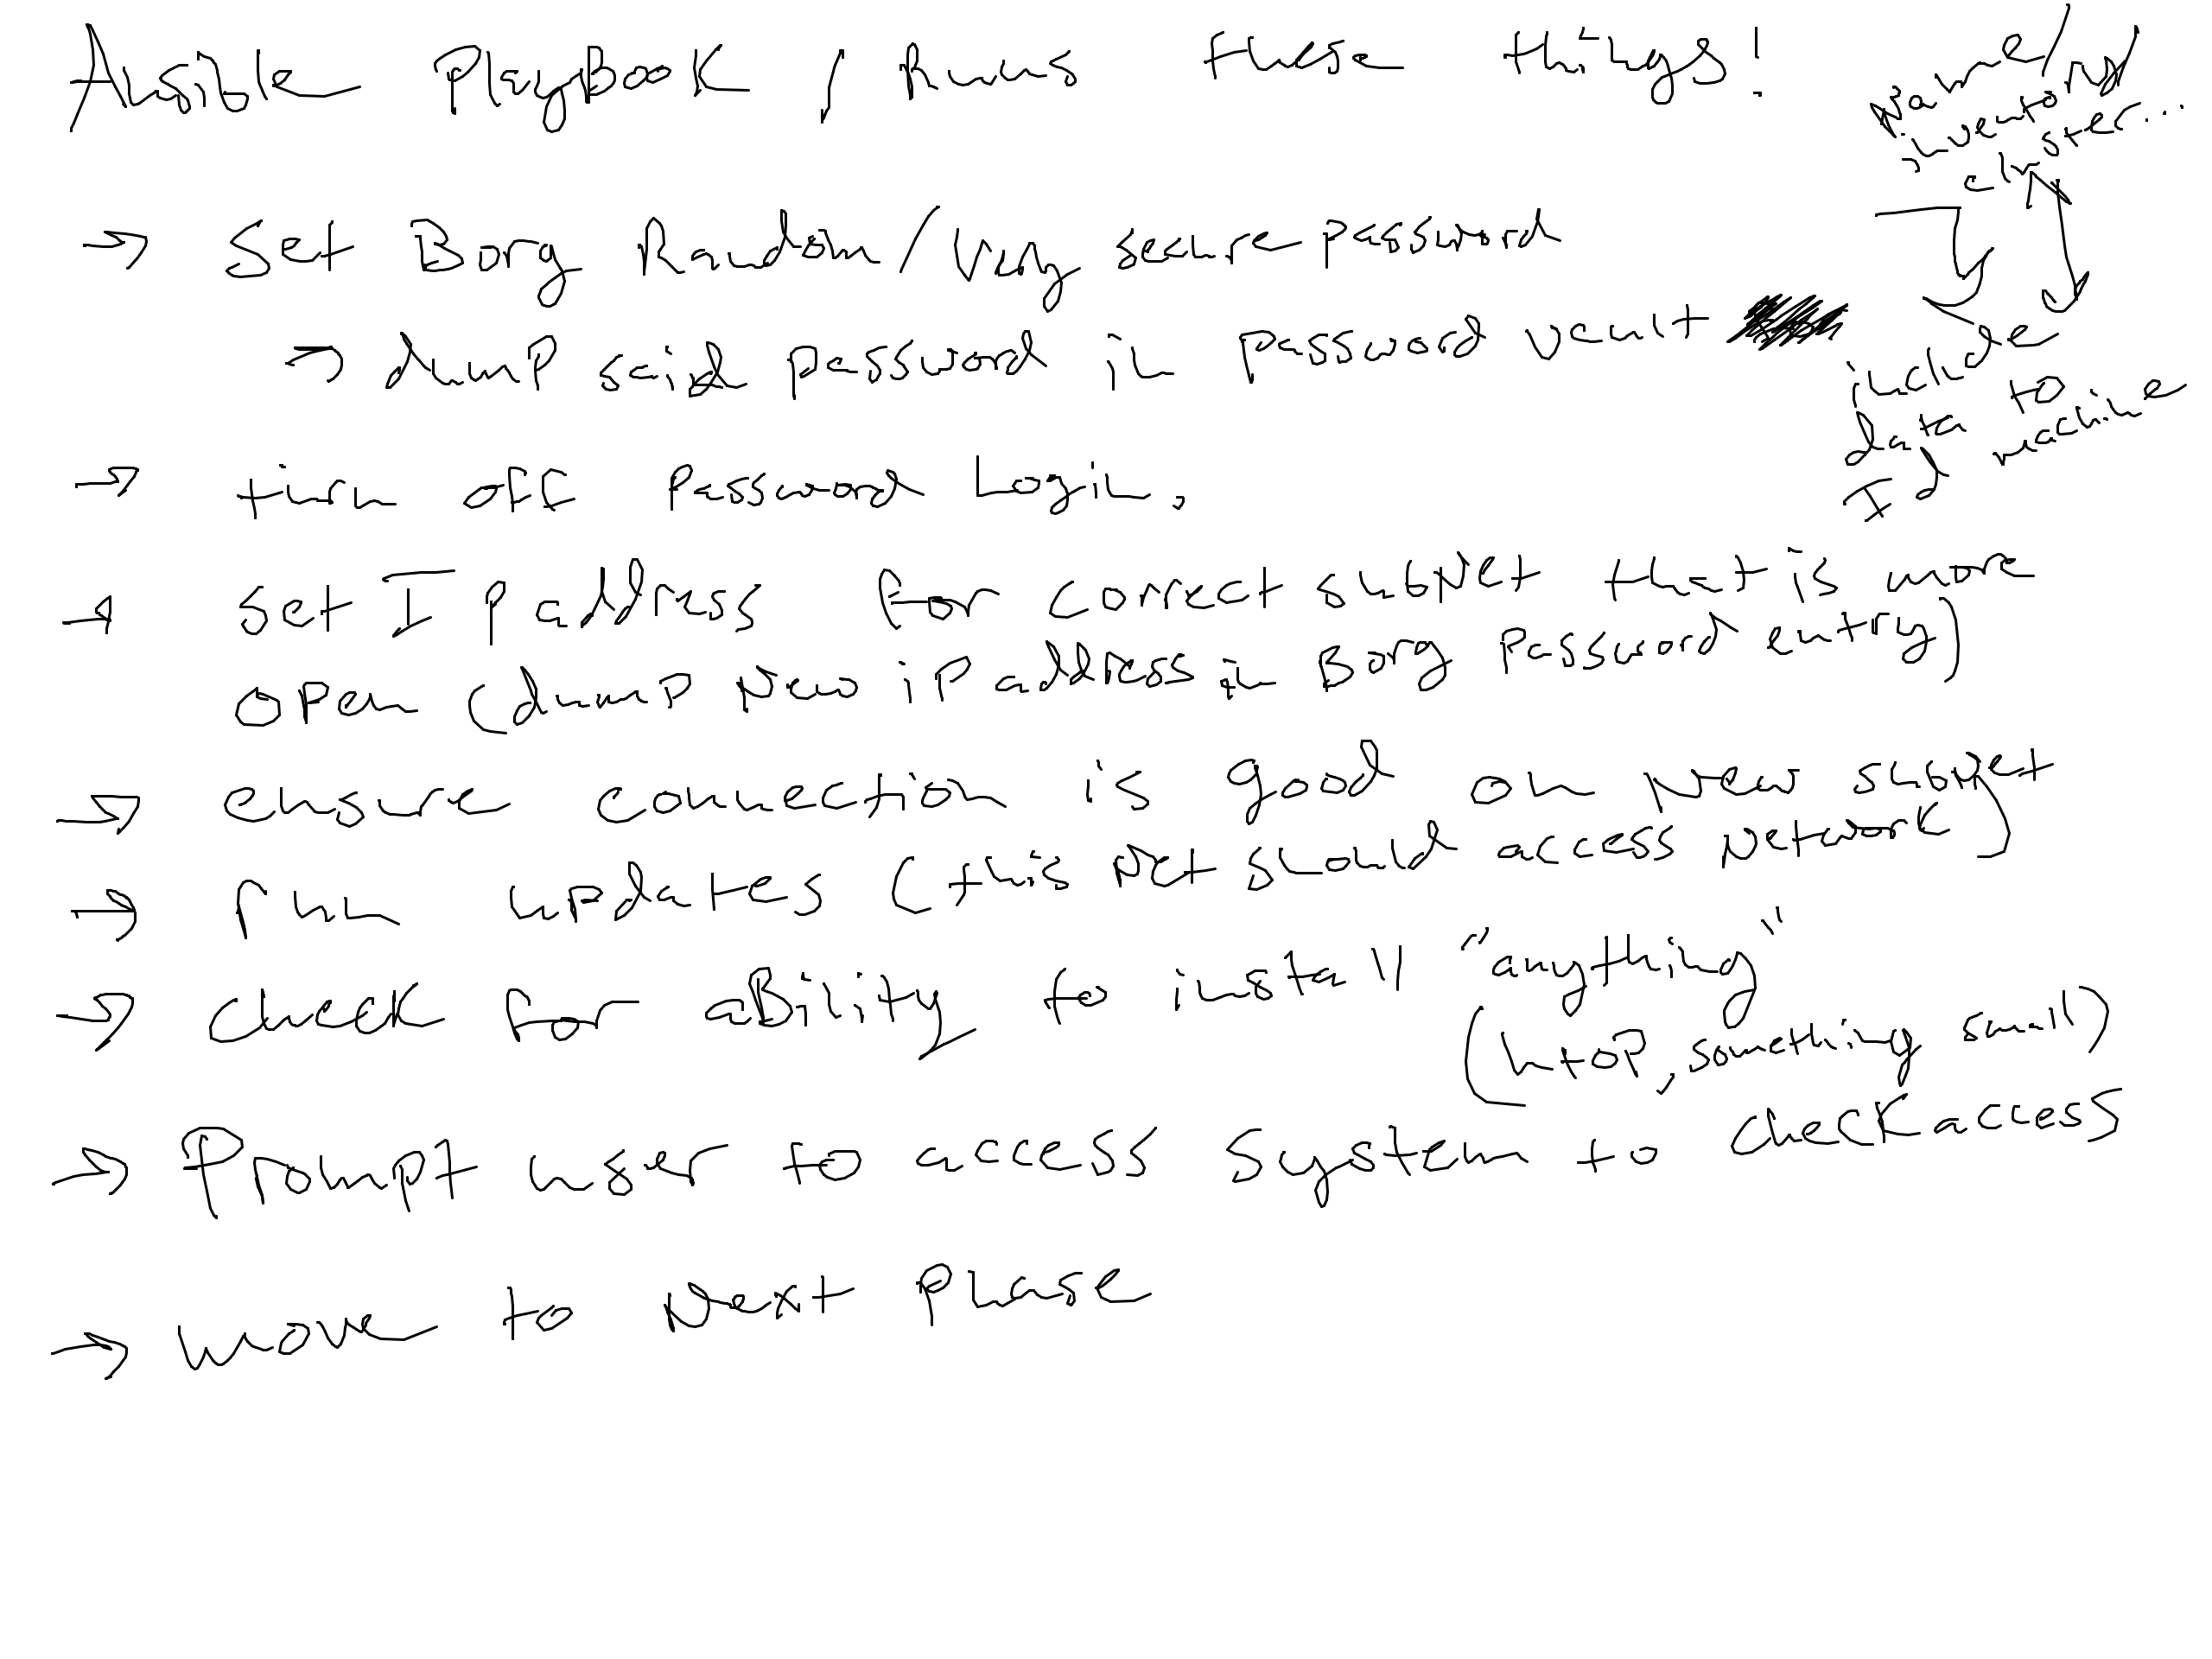 Ansible PlayBook, Runs these things!
→ Set Borg Random/Very secure password
→ dump said password in password vault
Name/
inventory/
cluster...
include
data to
Id machine
→ turn off Password Login.
→ set IP address for correct subNet that is more
open (dump New iP address in Borg Password entry)
→ ensure connection is good on New subnet
→ run updates (this Net should access Network)
→ check for aBility to install "anything"
(htop, something small)
→ Prompt user to access system to check access
→ move to Next Phase